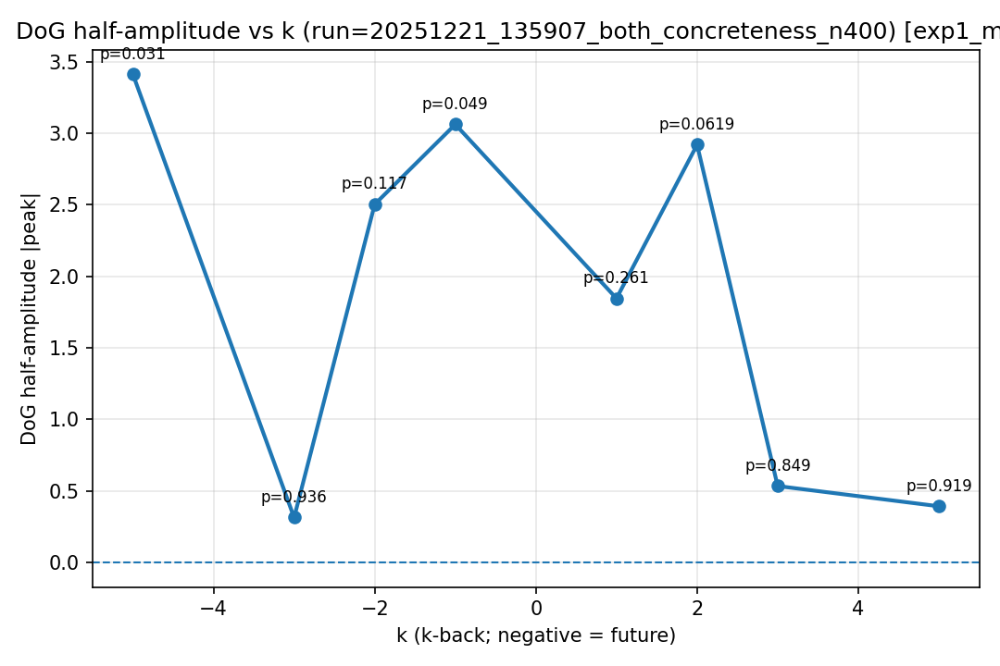 DoG half-amplitude vs k (run=20251221_135907_both_concreteness_n400) [exp1_m
p=0.031
p=0.936
p=0.117
p=0.049
p=0.261
p=0.0619
p=0.849
p=0.919
DoG half-amplitude |peak|
3.5
3.0
2.5
2.0
1.5
1.0
0.5
0.0
−4
−2
0
2
4
k (k-back; negative = future)